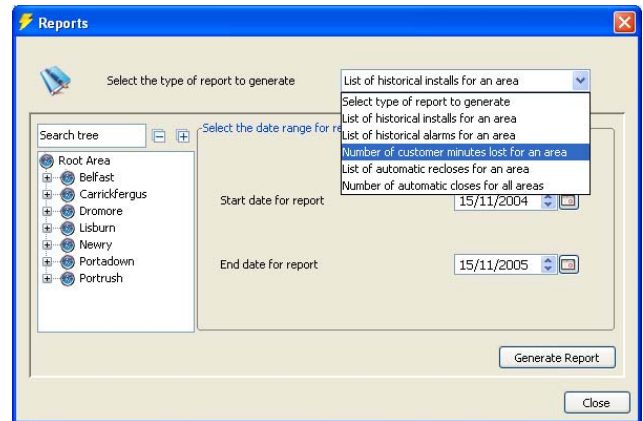 Reports
Select the type of report to generate
List of historical installs for an area
Select type of report to generate
List of historical installs for an area
List of historical alarms for an area
Number of customer minutes lost for an area
List of automatic recloses for an area
Number of automatic closes for all areas
Search tree
Select the date range for re
Root Area
Belfast
Carrickfergus
Dromore
Lisburn
Newry
Portadown
Portrush
Start date for report
15/11/2004
End date for report
15/11/2005
Generate Report
Close